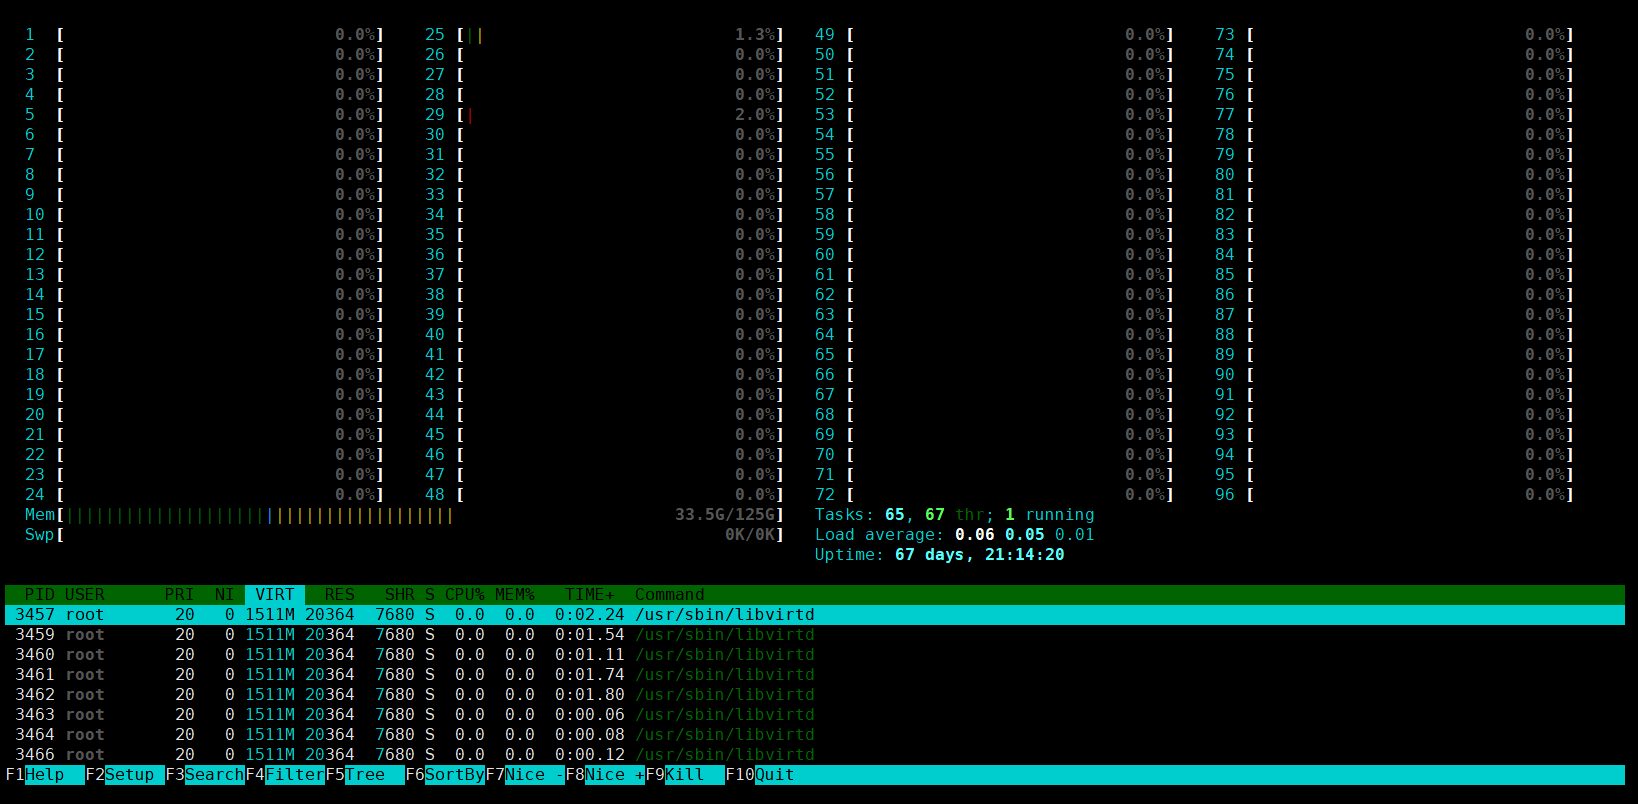 1 [ 0.0%] 25 [|| 1.3%] 49 [ 0.0%] 73 [ 0.0%]
2 [ 0.0%] 26 [ 0.0%] 50 [ 0.0%] 74 [ 0.0%]
3 [ 0.0%] 27 [ 0.0%] 51 [ 0.0%] 75 [ 0.0%]
4 [ 0.0%] 28 [ 0.0%] 52 [ 0.0%] 76 [ 0.0%]
5 [ 0.0%] 29 [| 2.0%] 53 [ 0.0%] 77 [ 0.0%]
6 [ 0.0%] 30 [ 0.0%] 54 [ 0.0%] 78 [ 0.0%]
7 [ 0.0%] 31 [ 0.0%] 55 [ 0.0%] 79 [ 0.0%]
8 [ 0.0%] 32 [ 0.0%] 56 [ 0.0%] 80 [ 0.0%]
9 [ 0.0%] 33 [ 0.0%] 57 [ 0.0%] 81 [ 0.0%]
10 [ 0.0%] 34 [ 0.0%] 58 [ 0.0%] 82 [ 0.0%]
11 [ 0.0%] 35 [ 0.0%] 59 [ 0.0%] 83 [ 0.0%]
12 [ 0.0%] 36 [ 0.0%] 60 [ 0.0%] 84 [ 0.0%]
13 [ 0.0%] 37 [ 0.0%] 61 [ 0.0%] 85 [ 0.0%]
14 [ 0.0%] 38 [ 0.0%] 62 [ 0.0%] 86 [ 0.0%]
15 [ 0.0%] 39 [ 0.0%] 63 [ 0.0%] 87 [ 0.0%]
16 [ 0.0%] 40 [ 0.0%] 64 [ 0.0%] 88 [ 0.0%]
17 [ 0.0%] 41 [ 0.0%] 65 [ 0.0%] 89 [ 0.0%]
18 [ 0.0%] 42 [ 0.0%] 66 [ 0.0%] 90 [ 0.0%]
19 [ 0.0%] 43 [ 0.0%] 67 [ 0.0%] 91 [ 0.0%]
20 [ 0.0%] 44 [ 0.0%] 68 [ 0.0%] 92 [ 0.0%]
21 [ 0.0%] 45 [ 0.0%] 69 [ 0.0%] 93 [ 0.0%]
22 [ 0.0%] 46 [ 0.0%] 70 [ 0.0%] 94 [ 0.0%]
23 [ 0.0%] 47 [ 0.0%] 71 [ 0.0%] 95 [ 0.0%]
24 [ 0.0%] 48 [ 0.0%] 72 [ 0.0%] 96 [ 0.0%]
Mem[||||||||||||||||||||||||||||||||||||||| 33.5G/125G] Tasks: 65, 67 thr; 1 running
Swp[ 0K/0K] Load average: 0.06 0.05 0.01
Uptime: 67 days, 21:14:20
PID USER PRI NI VIRT RES SHR S CPU% MEM% TIME+ Command
3457 root 20 0 1511M 20364 7680 S 0.0 0.0 0:02.24 /usr/sbin/libvirtd
3459 root 20 0 1511M 20364 7680 S 0.0 0.0 0:01.54 /usr/sbin/libvirtd
3460 root 20 0 1511M 20364 7680 S 0.0 0.0 0:01.11 /usr/sbin/libvirtd
3461 root 20 0 1511M 20364 7680 S 0.0 0.0 0:01.74 /usr/sbin/libvirtd
3462 root 20 0 1511M 20364 7680 S 0.0 0.0 0:01.80 /usr/sbin/libvirtd
3463 root 20 0 1511M 20364 7680 S 0.0 0.0 0:00.06 /usr/sbin/libvirtd
3464 root 20 0 1511M 20364 7680 S 0.0 0.0 0:00.08 /usr/sbin/libvirtd
3466 root 20 0 1511M 20364 7680 S 0.0 0.0 0:00.12 /usr/sbin/libvirtd
F1Help F2Setup F3SearchF4FilterF5Tree F6SortByF7Nice -F8Nice +F9Kill F10Quit